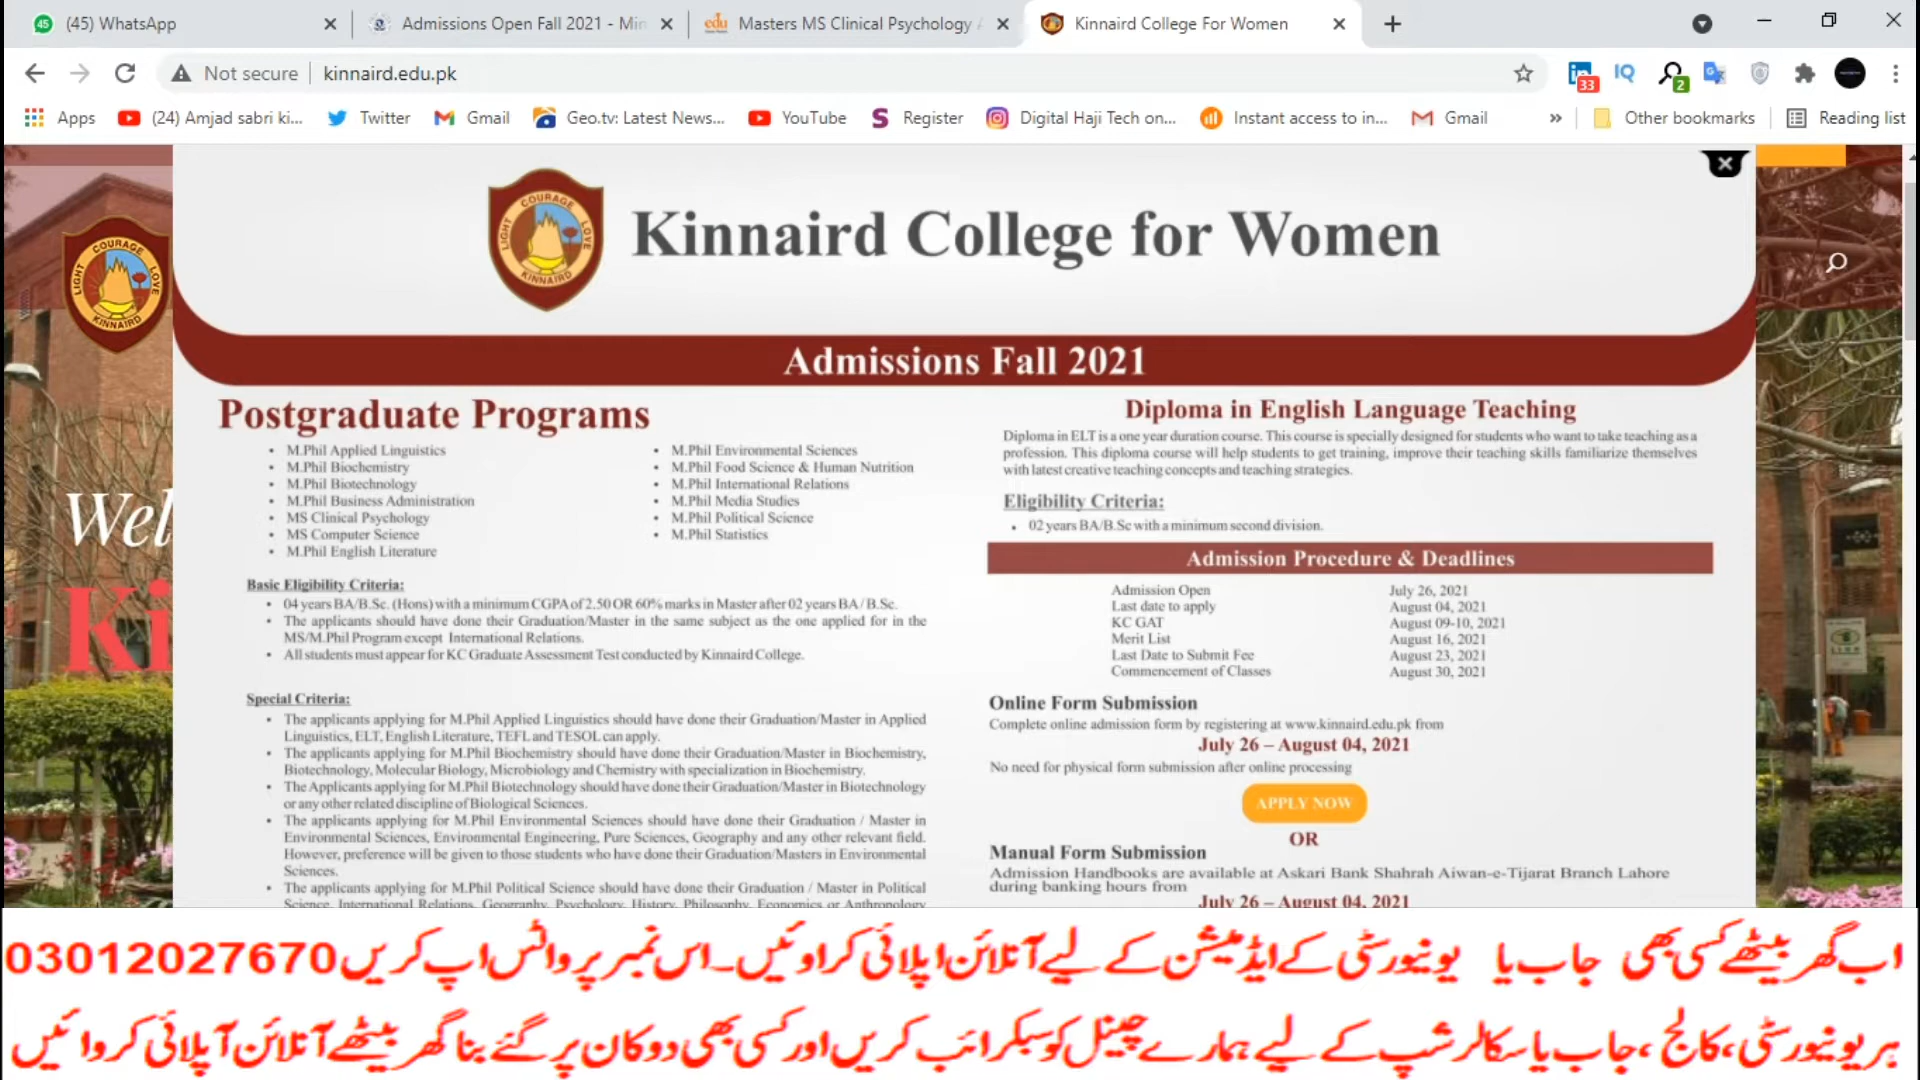 (45) WhatsApp
Admissions Open Fall 2021 - Min
edu Masters MS Clinical Psychology
Kinnaird College For Women
Not secure kinnaird.edu.pk
33 IQ 2
Apps (24) Amjad sabri ki... Twitter Gmail Geo.tv: Latest News... YouTube Register Digital Haji Tech on... Instant access to in... Gmail » Other bookmarks Reading list
LIGHT COURAGE LOVE KINNAIRD
LIGHT COURAGE LOVE KINNAIRD
Kinnaird College for Women
Admissions Fall 2021
Wel
Ki
Postgraduate Programs
• M.Phil Applied Linguistics
• M.Phil Biochemistry
• M.Phil Biotechnology
• M.Phil Business Administration
• MS Clinical Psychology
• MS Computer Science
• M.Phil English Literature
• M.Phil Environmental Sciences
• M.Phil Food Science & Human Nutrition
• M.Phil International Relations
• M.Phil Media Studies
• M.Phil Political Science
• M.Phil Statistics
Basic Eligibility Criteria:
• 04 years BA/B.Sc. (Hons) with a minimum CGPA of 2.50 OR 60% marks in Master after 02 years BA / B.Sc.
• The applicants should have done their Graduation/Master in the same subject as the one applied for in the
MS/M.Phil Program except International Relations.
• All students must appear for KC Graduate Assessment Test conducted by Kinnaird College.
Special Criteria:
• The applicants applying for M.Phil Applied Linguistics should have done their Graduation/Master in Applied
Linguistics, ELT, English Literature, TEFL and TESOL can apply.
• The applicants applying for M.Phil Biochemistry should have done their Graduation/Master in Biochemistry,
Biotechnology, Molecular Biology, Microbiology and Chemistry with specialization in Biochemistry.
• The Applicants applying for M.Phil Biotechnology should have done their Graduation/Master in Biotechnology
or any other related discipline of Biological Sciences.
• The applicants applying for M.Phil Environmental Sciences should have done their Graduation / Master in
Environmental Sciences, Environmental Engineering, Pure Sciences, Geography and any other relevant field.
However, preference will be given to those students who have done their Graduation/Masters in Environmental
Sciences.
• The applicants applying for M.Phil Political Science should have done their Graduation / Master in Political
Science, International Relations, Geography, Psychology, History, Philosophy, Economics or Anthropology
Diploma in English Language Teaching
Diploma in ELT is a one year duration course. This course is specially designed for students who want to take teaching as a
profession. This diploma course will help students to get training, improve their teaching skills familiarize themselves
with latest creative teaching concepts and teaching strategies.
Eligibility Criteria:
• 02 years BA/B.Sc with a minimum second division.
Admission Procedure & Deadlines
Admission Open July 26, 2021
Last date to apply August 04, 2021
KC GAT August 09-10, 2021
Merit List August 16, 2021
Last Date to Submit Fee August 23, 2021
Commencement of Classes August 30, 2021
Online Form Submission
Complete online admission form by registering at www.kinnaird.edu.pk from
July 26 – August 04, 2021
No need for physical form submission after online processing
APPLY NOW
OR
Manual Form Submission
Admission Handbooks are available at Askari Bank Shahrah Aiwan-e-Tijarat Branch Lahore
during banking hours from
July 26 – August 04, 2021
اب گھر بیٹھے کسی بھی جاب یا یونیورسٹی کے ایڈمیشن کے لیے آنلائن اپلائی کراوئیں۔اس نمبر پر واٹس اپ کریں 03012027670
ہر یونیورسٹی، کالج ،جاب یا سکالرشپ کے لیے ہمارے چینل کو سبکرائب کریں اور کسی بھی دوکان پر گئے بنا گھر بیٹھے آنلائن آپلائی کروائیں